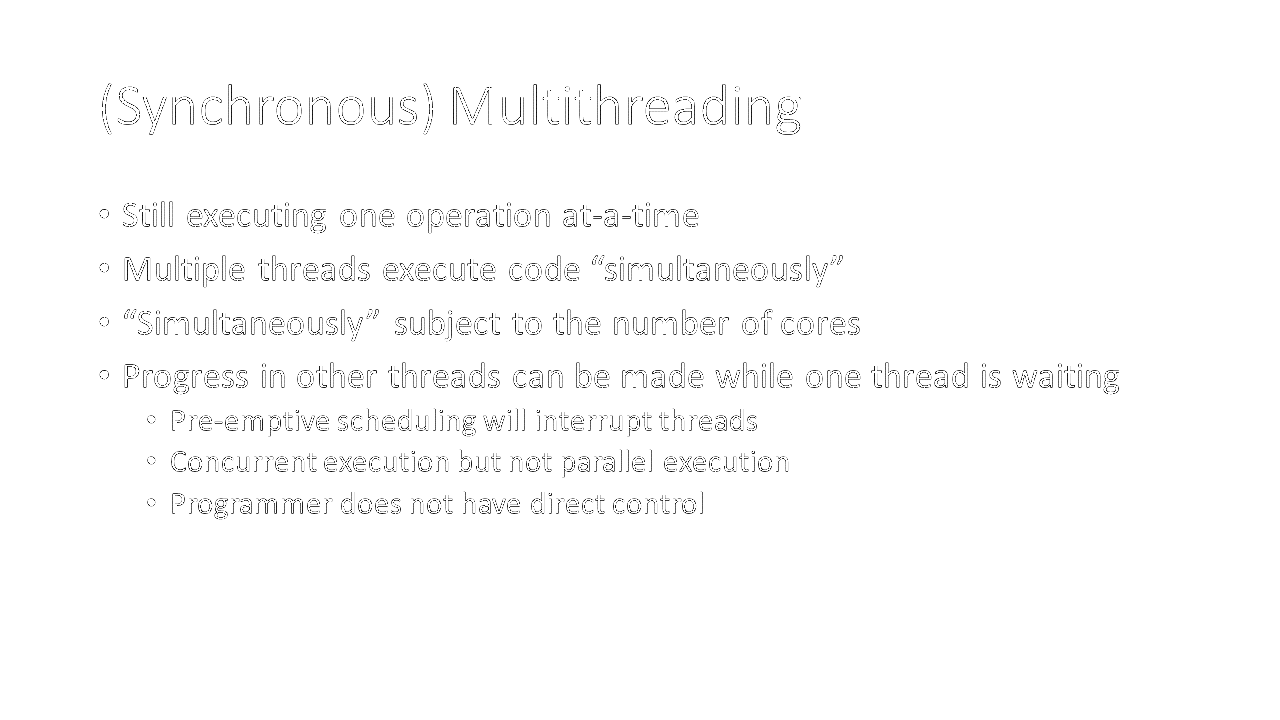 (Synchronous) Multithreading
• Still executing one operation at-a-time
• Multiple threads execute code “simultaneously”
• “Simultaneously” subject to the number of cores
• Progress in other threads can be made while one thread is waiting
• Pre-emptive scheduling will interrupt threads
• Concurrent execution but not parallel execution
• Programmer does not have direct control